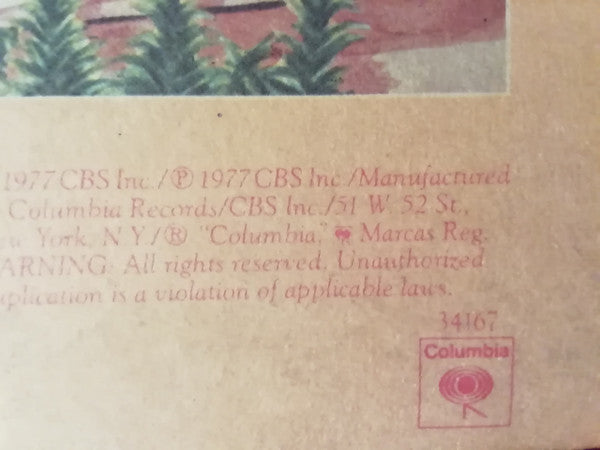 1977 CBS Inc./℗ 1977 CBS Inc./Manufactured
Columbia Records/CBS Inc./51 W. 52 St.,
York, N.Y./® "Columbia," Marcas Reg.
ARNING: All rights reserved. Unauthorized
uplication is a violation of applicable laws.
34167
Columbia